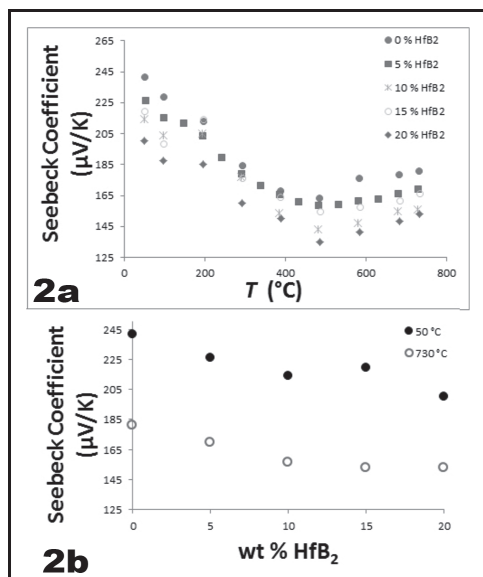 265
245
225
205
185
165
145
125
Seebeck Coefficient
(µV/K)
0 % HfB2
5 % HfB2
10 % HfB2
15 % HfB2
20 % HfB2
0
200
400
600
800
2a
T (°C)
245
225
205
185
165
145
125
Seebeck Coefficient
(µV/K)
50 °C
730 °C
0
5
10
15
20
2b
wt % HfB₂